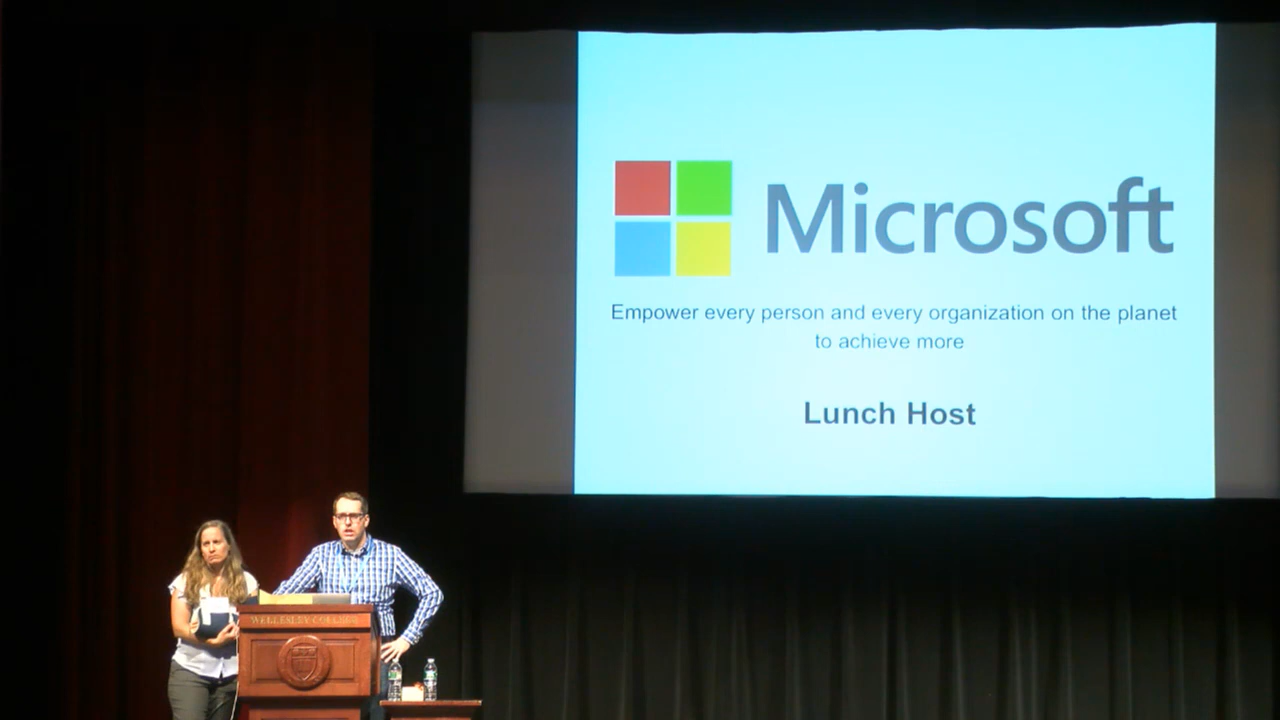 Microsoft
Empower every person and every organization on the planet
to achieve more
Lunch Host
WELLESLEY COLLEGE